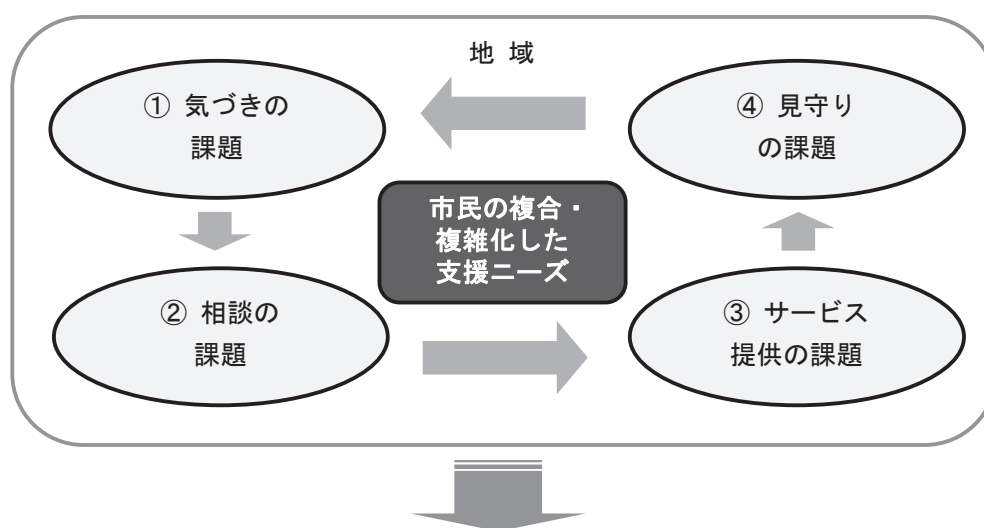 地 域
① 気づきの
課題
④ 見守り
の課題
市民の複合・
複雑化した
支援ニーズ
② 相談の
課題
③ サービス
提供の課題